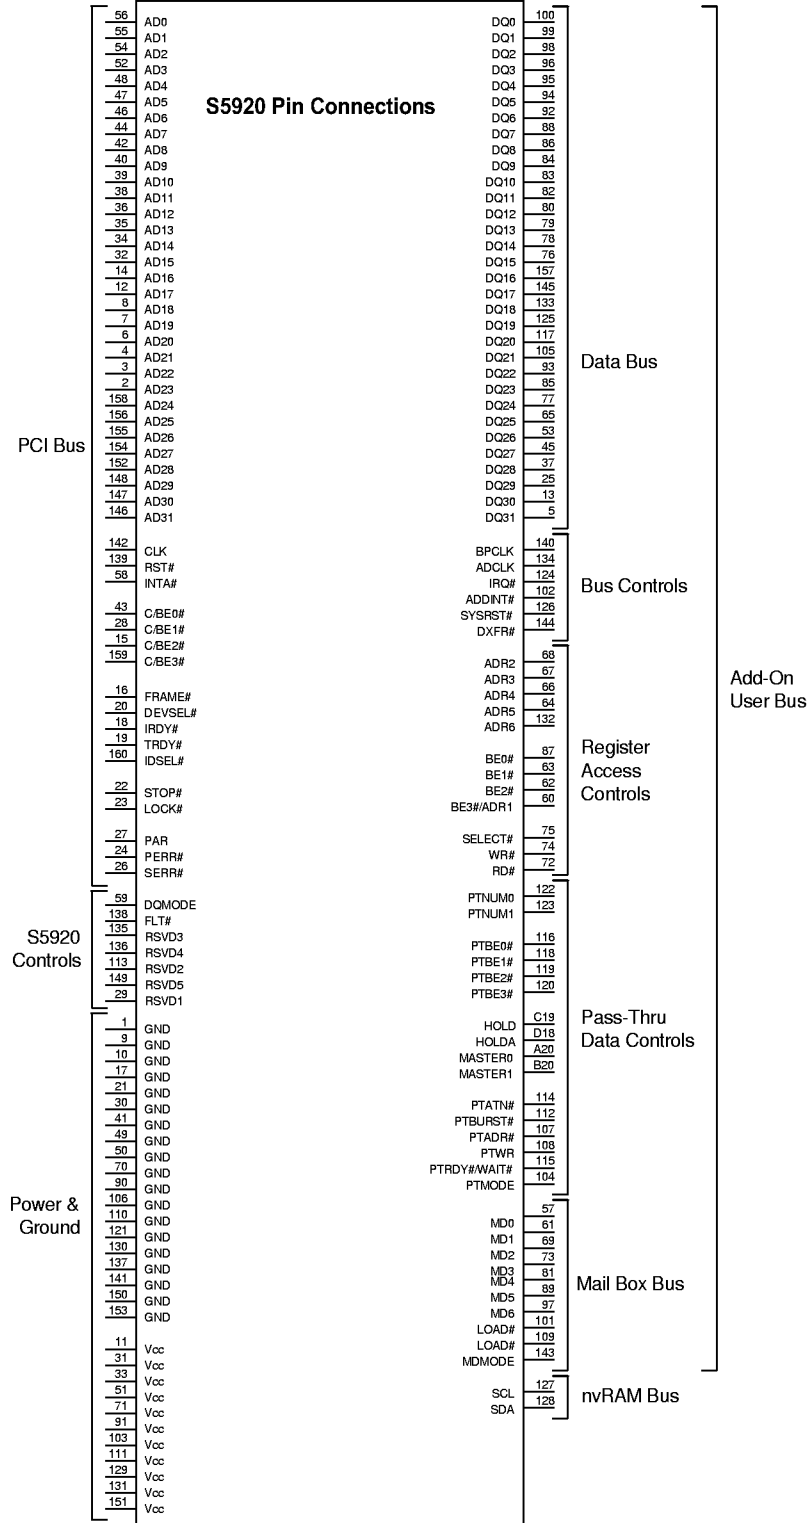 S5920 Pin Connections
PCI Bus
56 AD0
55 AD1
54 AD2
52 AD3
48 AD4
47 AD5
46 AD6
44 AD7
42 AD8
40 AD9
39 AD10
38 AD11
36 AD12
35 AD13
34 AD14
32 AD15
14 AD16
12 AD17
8 AD18
7 AD19
6 AD20
4 AD21
3 AD22
2 AD23
158 AD24
156 AD25
155 AD26
154 AD27
152 AD28
148 AD29
147 AD30
146 AD31
142 CLK
139 RST#
58 INTA#
43 C/BE0#
28 C/BE1#
15 C/BE2#
159 C/BE3#
16 FRAME#
20 DEVSEL#
18 IRDY#
19 TRDY#
160 IDSEL#
22 STOP#
23 LOCK#
27 PAR
24 PERR#
26 SERR#
S5920
Controls
59 DQMODE
138 FLT#
135 RSVD3
136 RSVD4
113 RSVD2
149 RSVD5
29 RSVD1
Power &
Ground
1 GND
9 GND
10 GND
17 GND
21 GND
30 GND
41 GND
49 GND
50 GND
70 GND
90 GND
106 GND
110 GND
121 GND
130 GND
137 GND
141 GND
150 GND
153 GND
11 Vcc
31 Vcc
33 Vcc
51 Vcc
71 Vcc
91 Vcc
103 Vcc
111 Vcc
129 Vcc
131 Vcc
151 Vcc
DQ0 100
DQ1 99
DQ2 98
DQ3 96
DQ4 95
DQ5 94
DQ6 92
DQ7 88
DQ8 86
DQ9 84
DQ10 83
DQ11 82
DQ12 80
DQ13 79
DQ14 78
DQ15 76
DQ16 157
DQ17 145
DQ18 133
DQ19 125
DQ20 117
DQ21 105
DQ22 93
DQ23 85
DQ24 77
DQ25 65
DQ26 53
DQ27 45
DQ28 37
DQ29 25
DQ30 13
DQ31 5
Data Bus
BPCLK 140
ADCLK 134
IRQ# 124
ADDINT# 102
SYSRST# 126
DXFR# 144
Bus Controls
ADR2 68
ADR3 67
ADR4 66
ADR5 64
ADR6 132
BE0# 87
BE1# 63
BE2# 62
BE3#/ADR1 60
SELECT# 75
WR# 74
RD# 72
Register
Access
Controls
PTNUM0 122
PTNUM1 123
PTBE0# 116
PTBE1# 118
PTBE2# 119
PTBE3# 120
HOLD C19
HOLDA D18
MASTER0 A20
MASTER1 B20
PTATN# 114
PTBURST# 112
PTADR# 107
PTWR 108
PTRDY#/WAIT# 115
PTMODE 104
Pass-Thru
Data Controls
MD0 57
MD1 61
MD2 69
MD3 73
MD4 81
MD5 89
MD6 97
LOAD# 101
LOAD# 109
MDMODE 143
Mail Box Bus
Add-On
User Bus
SCL 127
SDA 128
nvRAM Bus